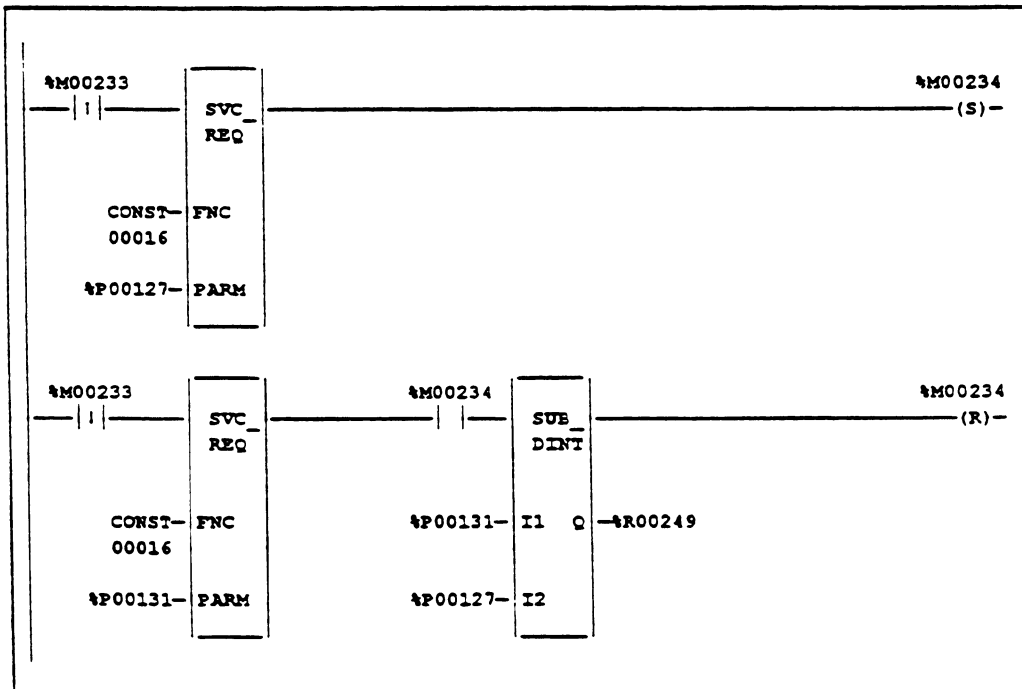 %M00233 %M00234
|↑| SVC_ (S)
REQ
CONST FNC
00016
%P00127 PARM
%M00233 %M00234 %M00234
|↓| SVC_ | | SUB_ (R)
REQ DINT
CONST FNC %P00131 I1 Q %R00249
00016
%P00131 PARM %P00127 I2